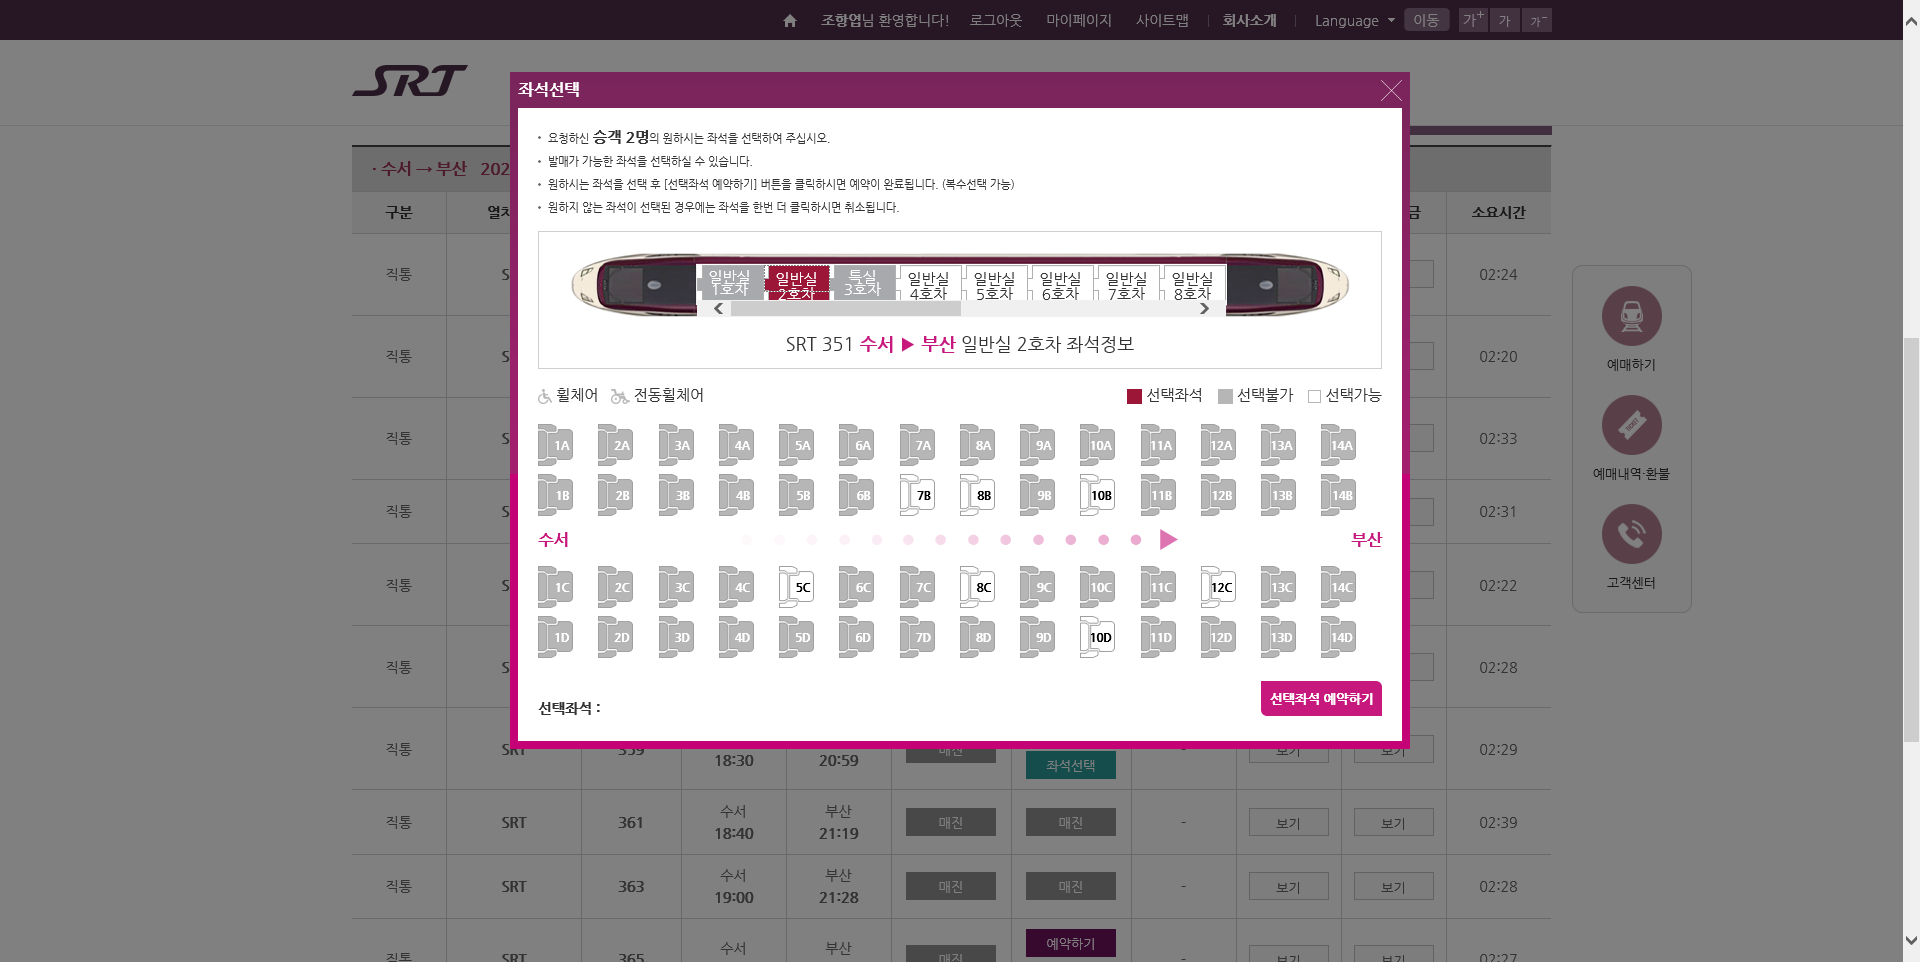 조항업님 환영합니다! 로그아웃 마이페이지 사이트맵 회사소개 Language 이동 가+ 가 가-
SRT
좌석선택
· 요청하신 승객 2명의 원하시는 좌석을 선택하여 주십시오.
· 발매가 가능한 좌석을 선택하실 수 있습니다.
· 원하시는 좌석을 선택 후 [선택좌석 예약하기] 버튼을 클릭하시면 예약이 완료됩니다. (복수선택 가능)
· 원하지 않는 좌석이 선택된 경우에는 좌석을 한번 더 클릭하시면 취소됩니다.
· 수서 → 부산 202
구분 소요시간
일반실 일반실 특실 일반실 일반실 일반실 일반실 일반실
1호차 2호차 3호차 4호차 5호차 6호차 7호차 8호차
SRT 351 수서 ▶ 부산 일반실 2호차 좌석정보
휠체어 전동휠체어 선택좌석 선택불가 선택가능
1A 2A 3A 4A 5A 6A 7A 8A 9A 10A 11A 12A 13A 14A
1B 2B 3B 4B 5B 6B 7B 8B 9B 10B 11B 12B 13B 14B
수서 부산
1C 2C 3C 4C 5C 6C 7C 8C 9C 10C 11C 12C 13C 14C
1D 2D 3D 4D 5D 6D 7D 8D 9D 10D 11D 12D 13D 14D
선택좌석 :
선택좌석 예약하기
직통 02:24
직통 02:20
직통 02:33
직통 02:31
직통 02:22
직통 02:28
직통 SRT 359 18:30 20:59 매진 좌석선택 - 보기 보기 02:29
직통 SRT 361 수서 18:40 부산 21:19 매진 매진 - 보기 보기 02:39
직통 SRT 363 수서 19:00 부산 21:28 매진 매진 - 보기 보기 02:28
직통 SRT 365 수서 부산 매진 예약하기 - 보기 보기 02:27
예매하기
예매내역·환불
고객센터